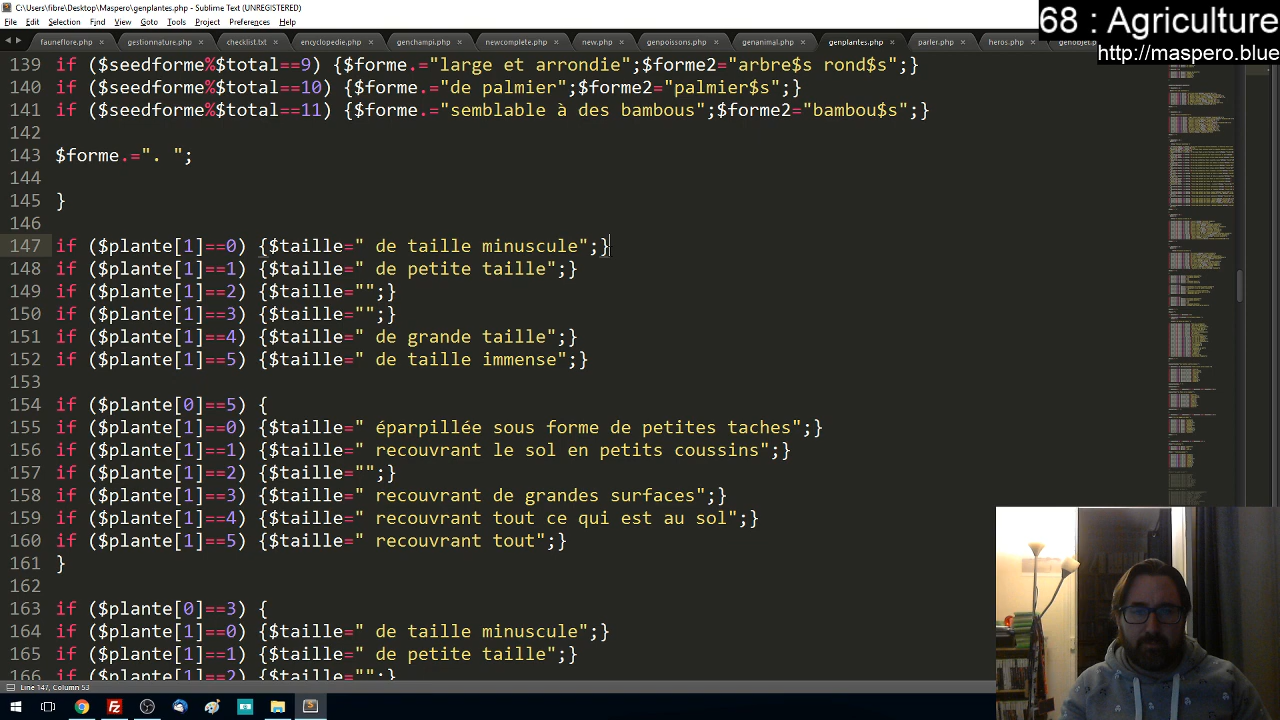 C:\Users\fibre\Desktop\Maspero\genplantes.php - Sublime Text (UNREGISTERED)
68 : Agriculture
File Edit Selection Find View Goto Tools Project Preferences Help
http://maspero.blue
fauneflore.php × gestionnature.php × checklist.txt × encyclopedie.php × genchampi.php × newcomplete.php × new.php × genpoissons.php × genanimal.php × genplantes.php × parler.php × heros.php × genobjet
139 if ($seedforme%$total==9) {$forme.="large et arrondie";$forme2="arbre$s rond$s";}
140 if ($seedforme%$total==10) {$forme.="de palmier";$forme2="palmier$s";}
141 if ($seedforme%$total==11) {$forme.="semblable à des bambous";$forme2="bambou$s";}
142
143 $forme.=". ";
144
145 }
146
147 if ($plante[1]==0) {$taille=" de taille minuscule";}
148 if ($plante[1]==1) {$taille=" de petite taille";}
149 if ($plante[1]==2) {$taille="";}
150 if ($plante[1]==3) {$taille="";}
151 if ($plante[1]==4) {$taille=" de grande taille";}
152 if ($plante[1]==5) {$taille=" de taille immense";}
153
154 if ($plante[0]==5) {
155 if ($plante[1]==0) {$taille=" éparpillée sous forme de petites taches";}
156 if ($plante[1]==1) {$taille=" recouvrant le sol en petits coussins";}
157 if ($plante[1]==2) {$taille="";}
158 if ($plante[1]==3) {$taille=" recouvrant de grandes surfaces";}
159 if ($plante[1]==4) {$taille=" recouvrant tout ce qui est au sol";}
160 if ($plante[1]==5) {$taille=" recouvrant tout";}
161 }
162
163 if ($plante[0]==3) {
164 if ($plante[1]==0) {$taille=" de taille minuscule";}
165 if ($plante[1]==1) {$taille=" de petite taille";}
166 if ($plante[1]==2) {$taille="";}
Line 147, Column 53